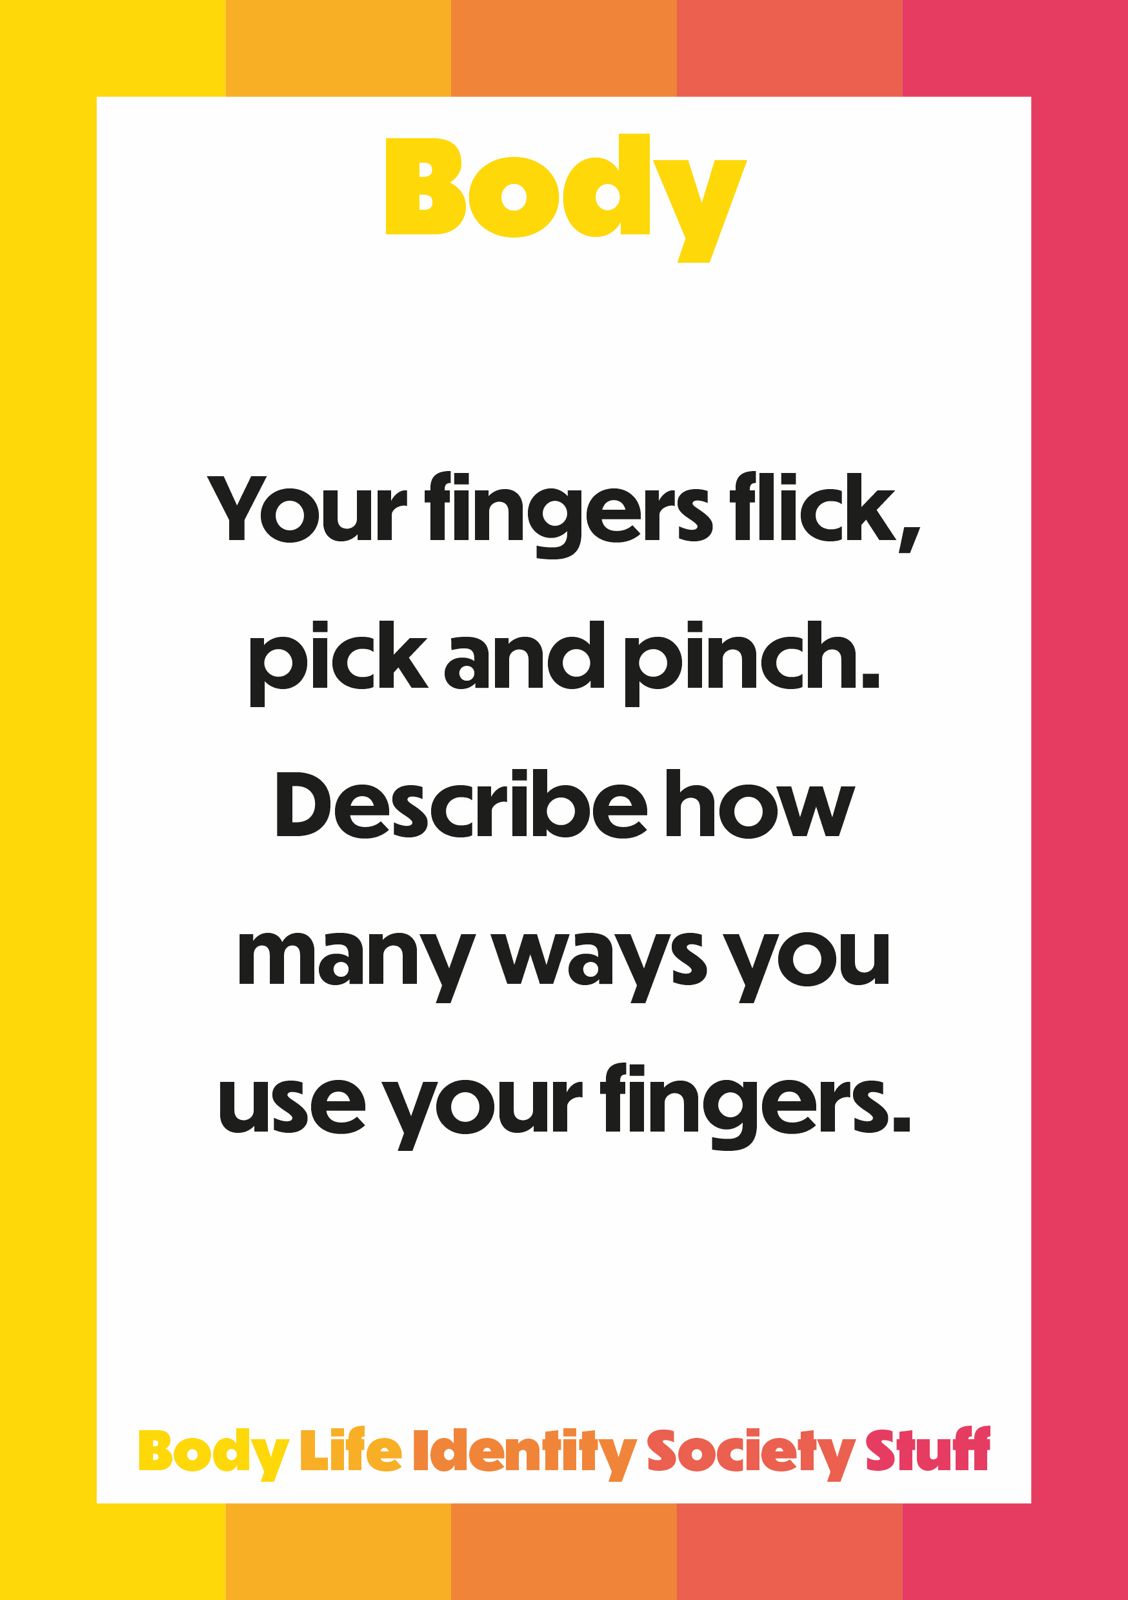 Body
Your fingers flick,
pick and pinch.
Describe how
many ways you
use your fingers.
Body Life Identity Society Stuff